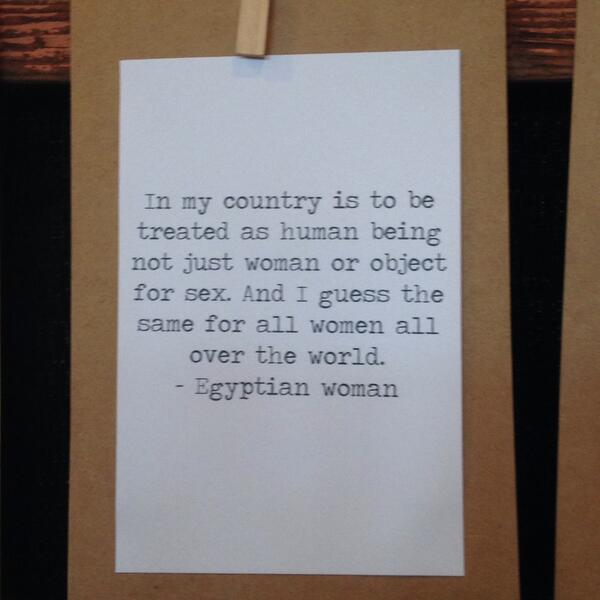 In my country is to be
treated as human being
not just woman or object
for sex. And I guess the
same for all women all
over the world.
- Egyptian woman